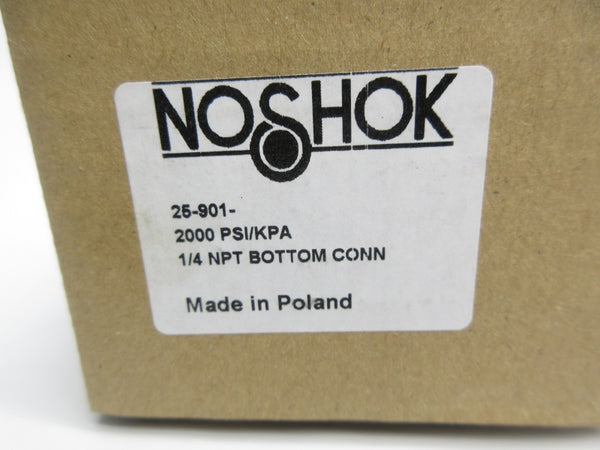 NOSHOK
25-901-
2000 PSI/KPA
1/4 NPT BOTTOM CONN
Made in Poland